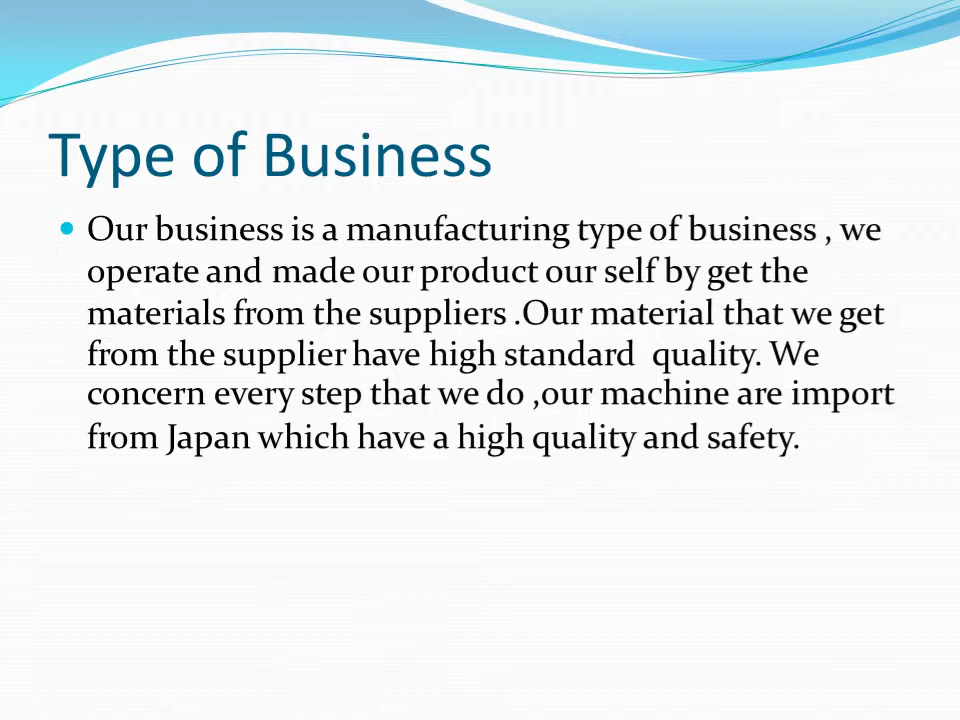 Type of Business
Our business is a manufacturing type of business , we
operate and made our product our self by get the
materials from the suppliers .Our material that we get
from the supplier have high standard quality. We
concern every step that we do ,our machine are import
from Japan which have a high quality and safety.